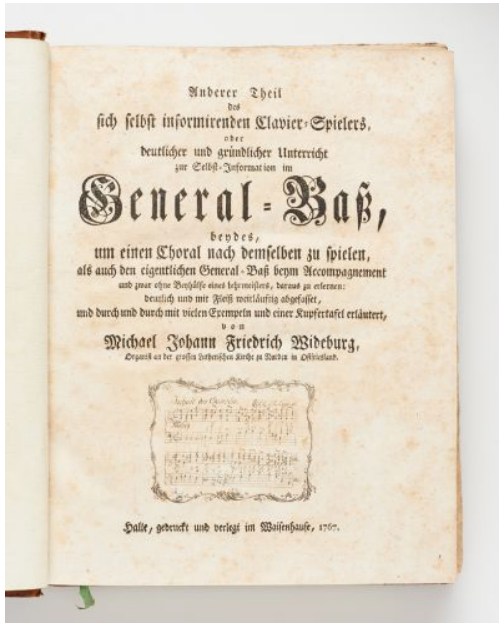 Anderer Theil
des
sich selbst informirenden Clavier-Spielers,
oder
deutlicher und gründlicher Unterricht
zur Selbst-Information im
General-Baß,
beydes,
um einen Choral nach demselben zu spielen,
als auch den eigentlichen General-Baß beym Accompagnement
und zwar ohne Beyhülfe eines Lehrmeisters, daraus zu erlernen:
deutlich und mit Fleiß weitläuftig abgefasset,
und durch und durch mit vielen Exempeln und einer Kupfertafel erläutert,
von
Michael Johann Friedrich Wideburg,
Organist an der grossen Lutherischen Kirche zu Norden in Ostfriesland.
Halle, gedruckt und verlegt im Waisenhause, 1767.